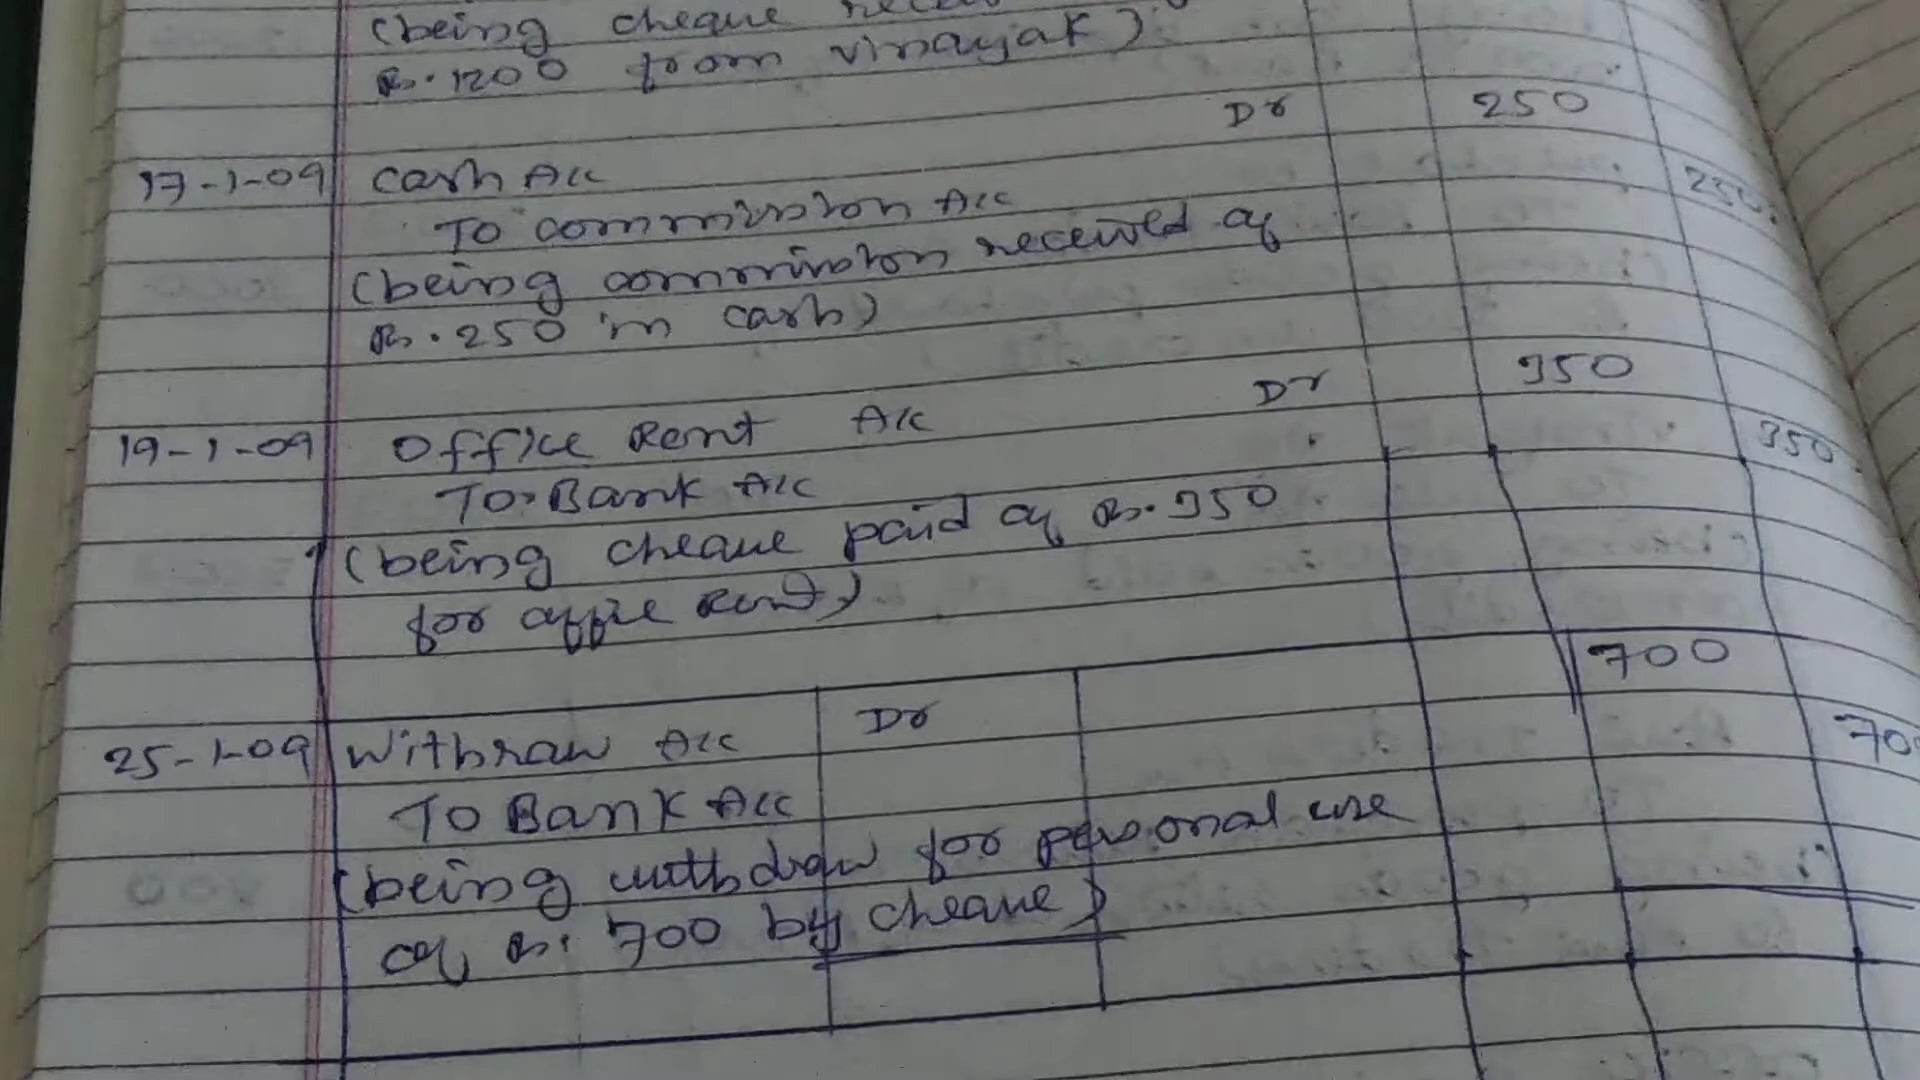 (being cheque
Rs. 1200 from vinayak)
Dr 250
17-1-09 Cash A/c
To commission A/c 250
(being commission received of
Rs. 250 in cash)
Dr 350
19-1-09 Office Rent A/c
To Bank A/c 350
(being cheque paid of Rs. 350
for office Rent)
700
25-1-09 Withraw A/c Dr
To Bank A/c 70
(being withdraw for personal use
of Rs. 700 by cheque)